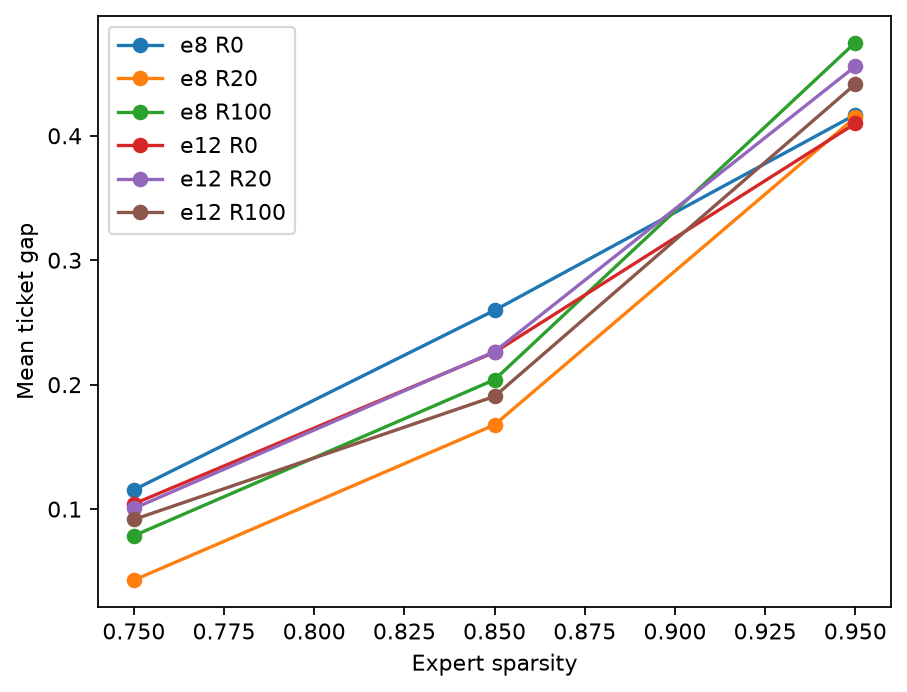 e8 R0
e8 R20
e8 R100
e12 R0
e12 R20
e12 R100
0.4
0.3
0.2
0.1
Mean ticket gap
0.750 0.775 0.800 0.825 0.850 0.875 0.900 0.925 0.950
Expert sparsity